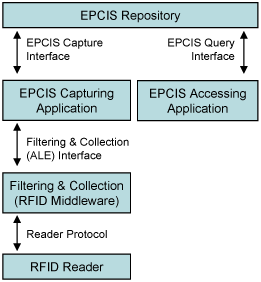 EPCIS Repository
EPCIS Capture
Interface
EPCIS Query
Interface
EPCIS Capturing
Application
EPCIS Accessing
Application
Filtering & Collection
(ALE) Interface
Filtering & Collection
(RFID Middleware)
Reader Protocol
RFID Reader